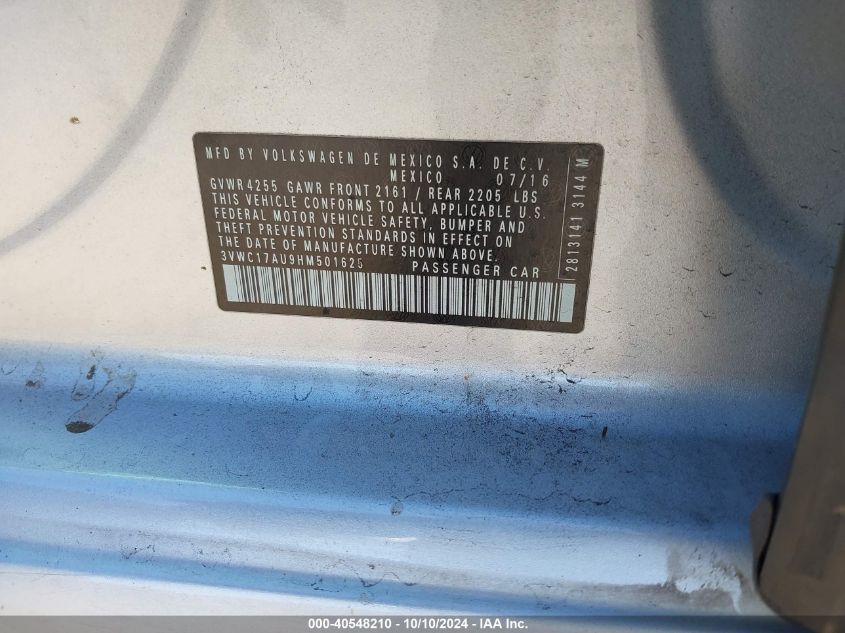 MFD BY VOLKSWAGEN DE MEXICO S.A. DE C.V.
MEXICO 07/16
GVWR 4255 GAWR FRONT 2161 / REAR 2205 LBS
THIS VEHICLE CONFORMS TO ALL APPLICABLE U.S.
FEDERAL MOTOR VEHICLE SAFETY, BUMPER AND
THEFT PREVENTION STANDARDS IN EFFECT ON
THE DATE OF MANUFACTURE SHOWN ABOVE.
3VWC17AU9HM501625 PASSENGER CAR
2813141 3144 M
000-40548210 - 10/10/2024 - IAA Inc.